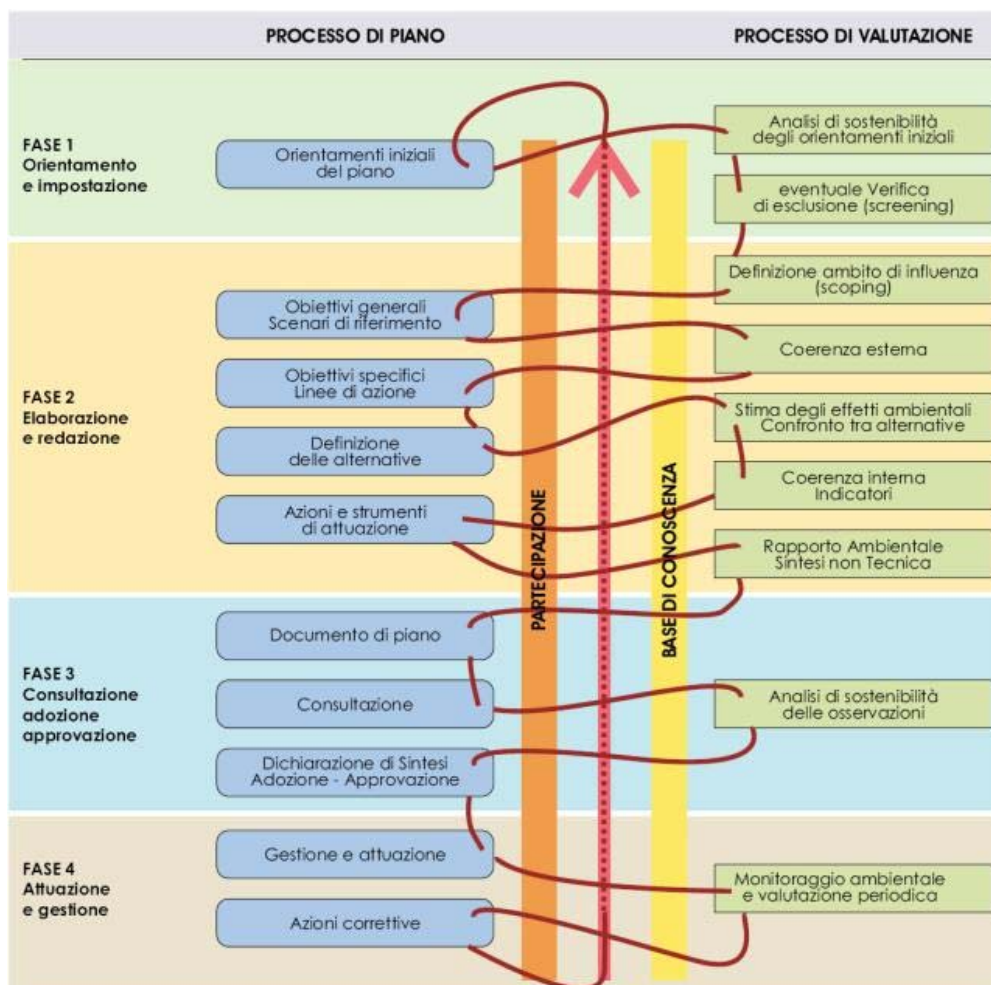 PROCESSO DI PIANO
PROCESSO DI VALUTAZIONE
FASE 1
Orientamento
e impostazione
Orientamenti iniziali
del piano
Analisi di sostenibilità
degli orientamenti iniziali
eventuale Verifica
di esclusione (screening)
FASE 2
Elaborazione
e redazione
Obiettivi generali
Scenari di riferimento
Obiettivi specifici
Linee di azione
Definizione
delle alternative
Azioni e strumenti
di attuazione
Definizione ambito di influenza
(scoping)
Coerenza esterna
Stima degli effetti ambientali
Confronto tra alternative
Coerenza interna
Indicatori
Rapporto Ambientale
Sintesi non Tecnica
PARTECIPAZIONE
BASE DI CONOSCENZA
FASE 3
Consultazione
adozione
approvazione
Documento di piano
Consultazione
Dichiarazione di Sintesi
Adozione - Approvazione
Analisi di sostenibilità
delle osservazioni
FASE 4
Attuazione
e gestione
Gestione e attuazione
Azioni correttive
Monitoraggio ambientale
e valutazione periodica